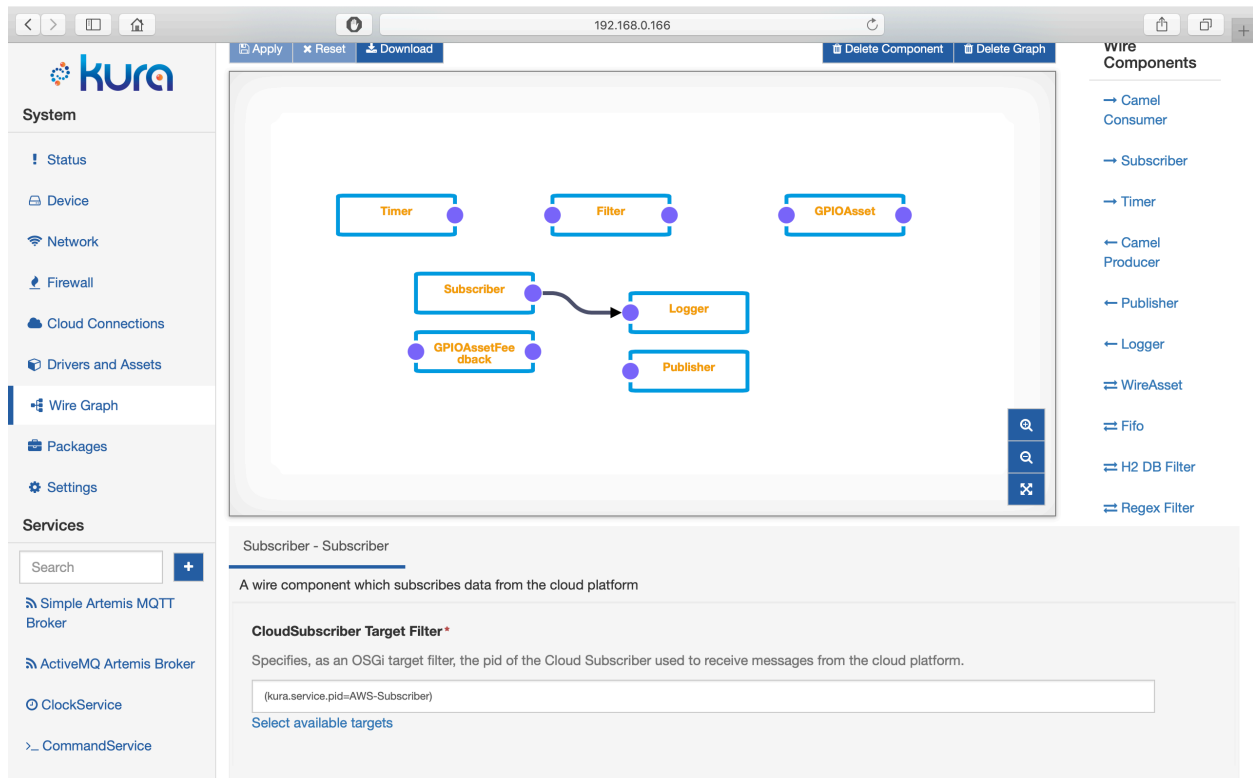 192.168.0.166
kura
System
Status
Device
Network
Firewall
Cloud Connections
Drivers and Assets
Wire Graph
Packages
Settings
Services
Search
+
Simple Artemis MQTT
Broker
ActiveMQ Artemis Broker
ClockService
>_ CommandService
Apply
Reset
Download
Delete Component
Delete Graph
Timer
Filter
GPIOAsset
Subscriber
Logger
GPIOAssetFee
dback
Publisher
Wire
Components
Camel
Consumer
Subscriber
Timer
Camel
Producer
Publisher
Logger
WireAsset
Fifo
H2 DB Filter
Regex Filter
Subscriber - Subscriber
A wire component which subscribes data from the cloud platform
CloudSubscriber Target Filter*
Specifies, as an OSGi target filter, the pid of the Cloud Subscriber used to receive messages from the cloud platform.
(kura.service.pid=AWS-Subscriber)
Select available targets